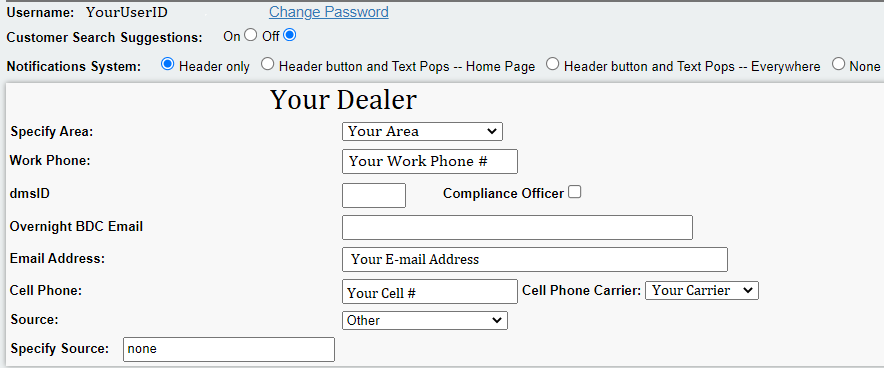 Username: YourUserID Change Password
Customer Search Suggestions: On Off
Notifications System: Header only Header button and Text Pops -- Home Page Header button and Text Pops -- Everywhere None
Your Dealer
Specify Area: Your Area
Work Phone: Your Work Phone #
dmsID Compliance Officer
Overnight BDC Email
Email Address: Your E-mail Address
Cell Phone: Your Cell # Cell Phone Carrier: Your Carrier
Source: Other
Specify Source: none